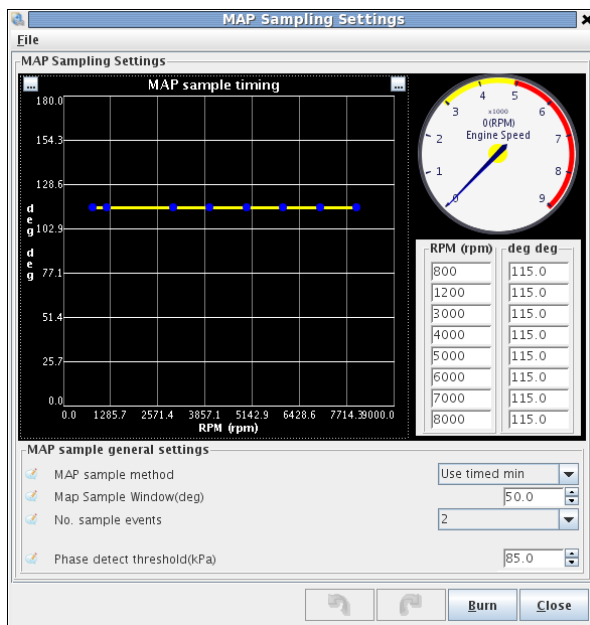 MAP Sampling Settings
File
MAP Sampling Settings
... MAP sample timing ...
180.0
154.3
128.6
102.9
77.1
51.4
25.7
0.0
deg deg
0.0 1285.7 2571.4 3857.1 5142.9 6428.6 7714.3 9000.0
RPM (rpm)
0 1 2 3 4 5 6 7 8 9
x1000
0(RPM)
Engine Speed
RPM (rpm) deg deg
800 115.0
1200 115.0
3000 115.0
4000 115.0
5000 115.0
6000 115.0
7000 115.0
8000 115.0
MAP sample general settings
MAP sample method Use timed min
Map Sample Window(deg) 50.0
No. sample events 2
Phase detect threshold(kPa) 85.0
Burn Close